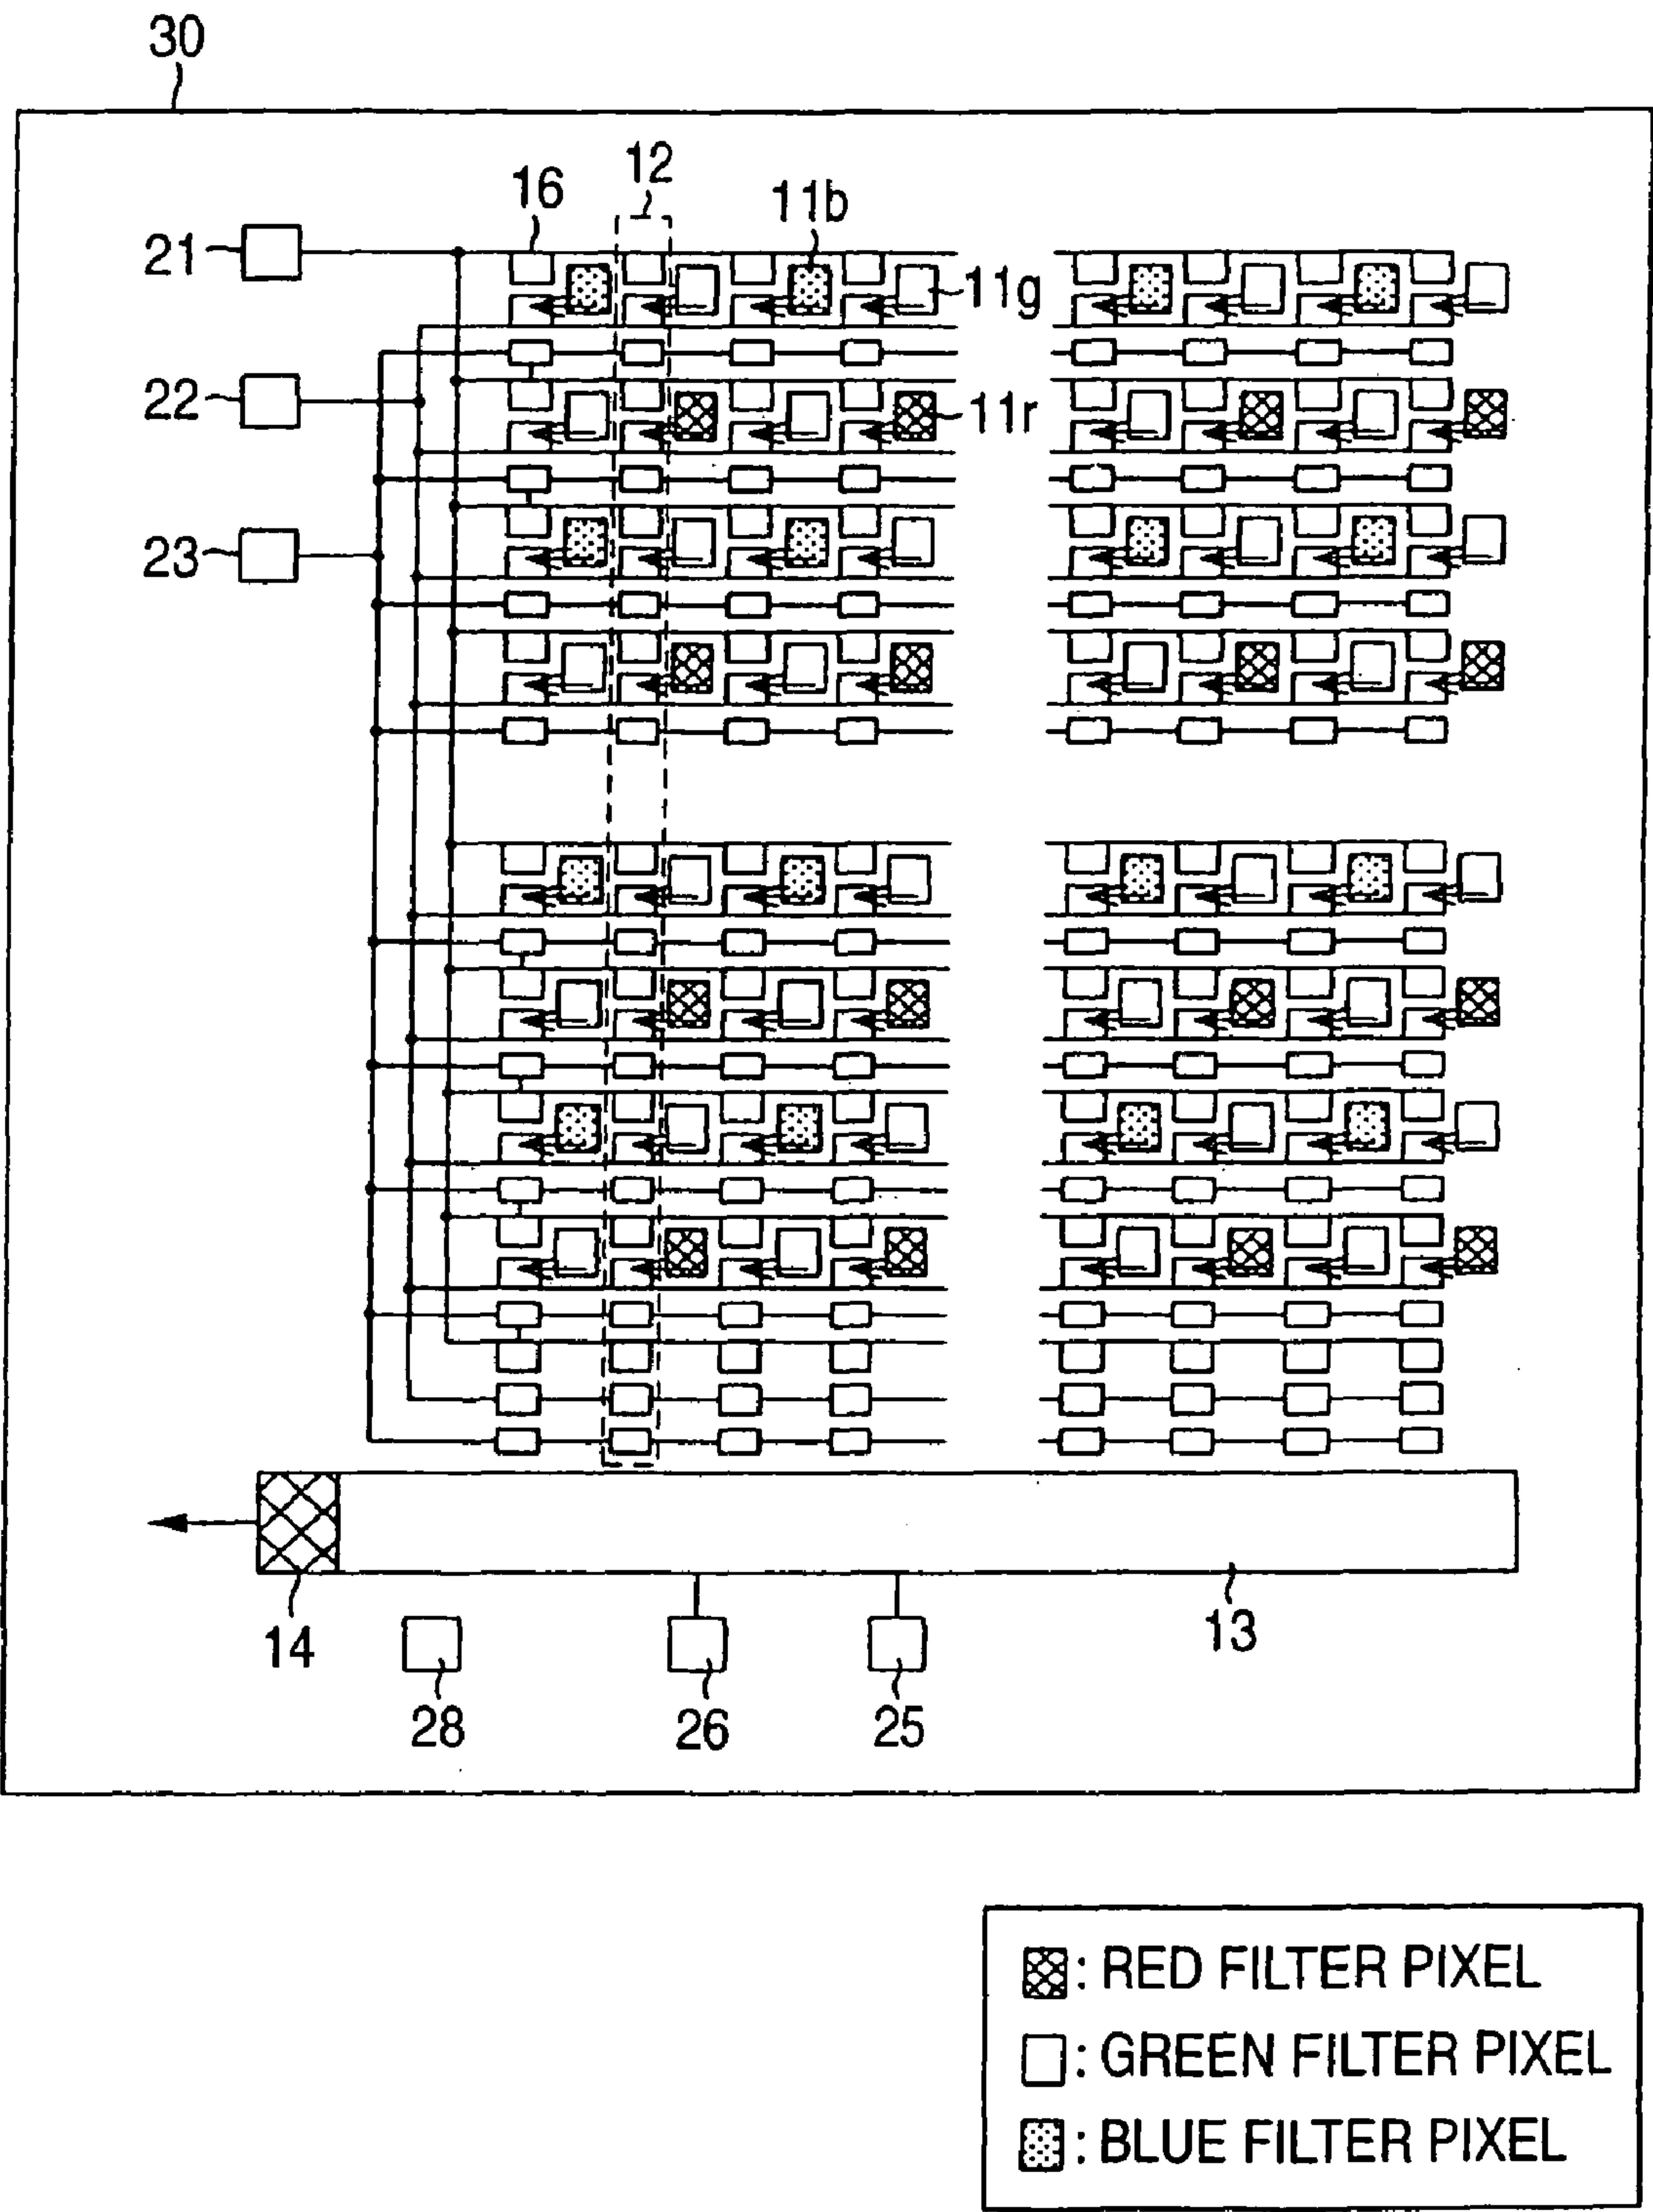 30
12
16
11b
21
11g
22
11r
23
14
13
28
26
25
: RED FILTER PIXEL
: GREEN FILTER PIXEL
: BLUE FILTER PIXEL